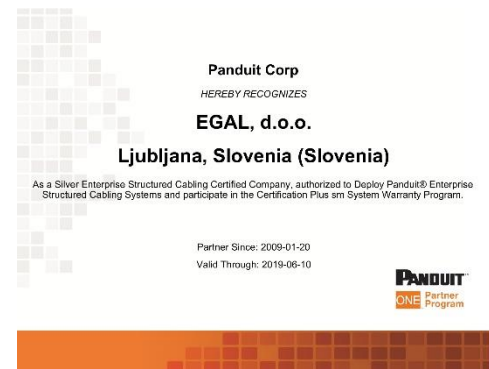 Panduit Corp
HEREBY RECOGNIZES
EGAL, d.o.o.
Ljubljana, Slovenia (Slovenia)
As a Silver Enterprise Structured Cabling Certified Company, authorized to Deploy Panduit® Enterprise
Structured Cabling Systems and participate in the Certification Plus sm System Warranty Program.
Partner Since: 2009-01-20
Valid Through: 2019-06-10
PANDUIT™
ONE Partner
Program